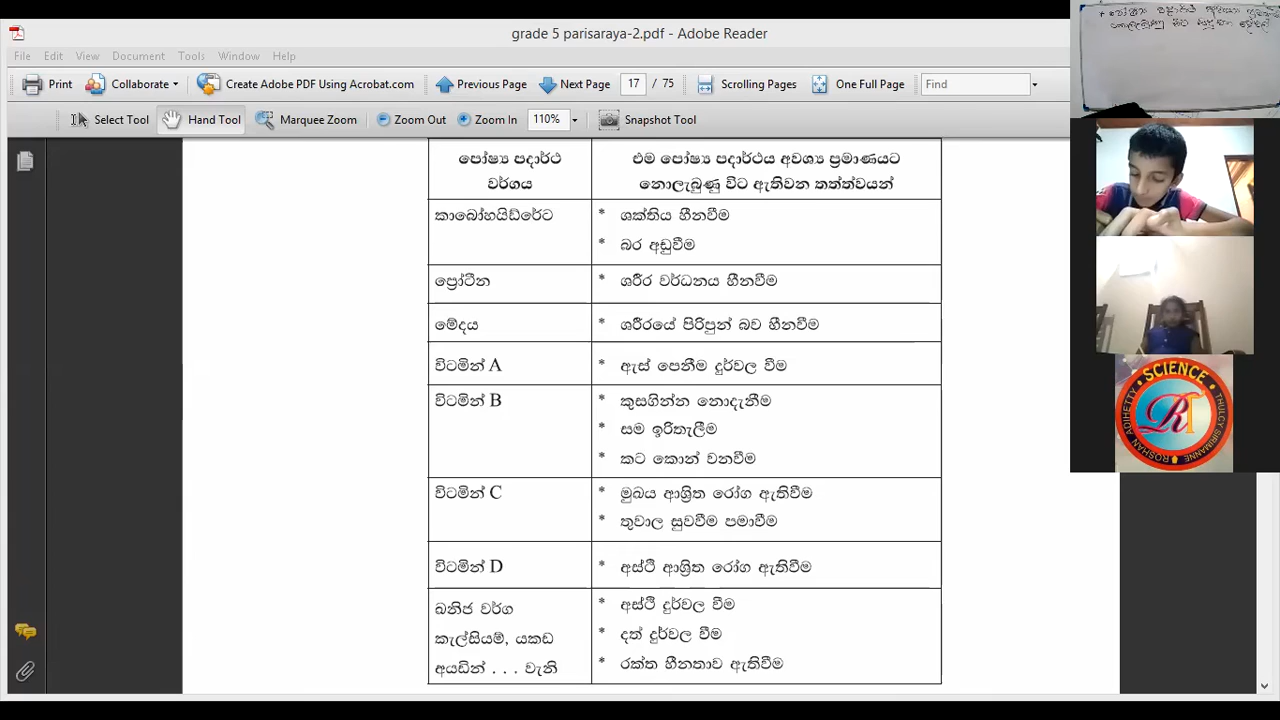 grade 5 parisaraya-2.pdf - Adobe Reader
File Edit View Document Tools Window Help
Print Collaborate Create Adobe PDF Using Acrobat.com Previous Page Next Page 17 / 75 Scrolling Pages One Full Page Find
Select Tool Hand Tool Marquee Zoom Zoom Out Zoom In 110% Snapshot Tool
පෝෂ්‍ය පදාර්ථ වර්ගය
එම පෝෂ්‍ය පදාර්ථය අවශ්‍ය ප්‍රමාණයට
නොලැබුණු විට ඇතිවන තත්ත්වයන්
කාබෝහයිඩ්රේට * ශක්තිය හීනවීම
* බර අඩුවීම
ප්‍රෝටීන * ශරීර වර්ධනය හීනවීම
මේදය * ශරීරයේ පිරිපුන් බව හීනවීම
විටමින් A * ඇස් පෙනීම දුර්වල වීම
විටමින් B * කුසගින්න නොදැනීම
* සම ඉරිතැලීම
* කට කොන් වනවීම
විටමින් C * මුඛය ආශ්‍රිත රෝග ඇතිවීම
* තුවාල සුවවීම පමාවීම
විටමින් D * අස්ථි ආශ්‍රිත රෝග ඇතිවීම
ඛනිජ වර්ග * අස්ථි දුර්වල වීම
කැල්සියම්, යකඩ * දත් දුර්වල වීම
අයඩින් . . . වැනි * රක්ත හීනතාව ඇතිවීම
SCIENCE
RT
ROSHAN ADIHETTY
THULCY SIRIMANNE